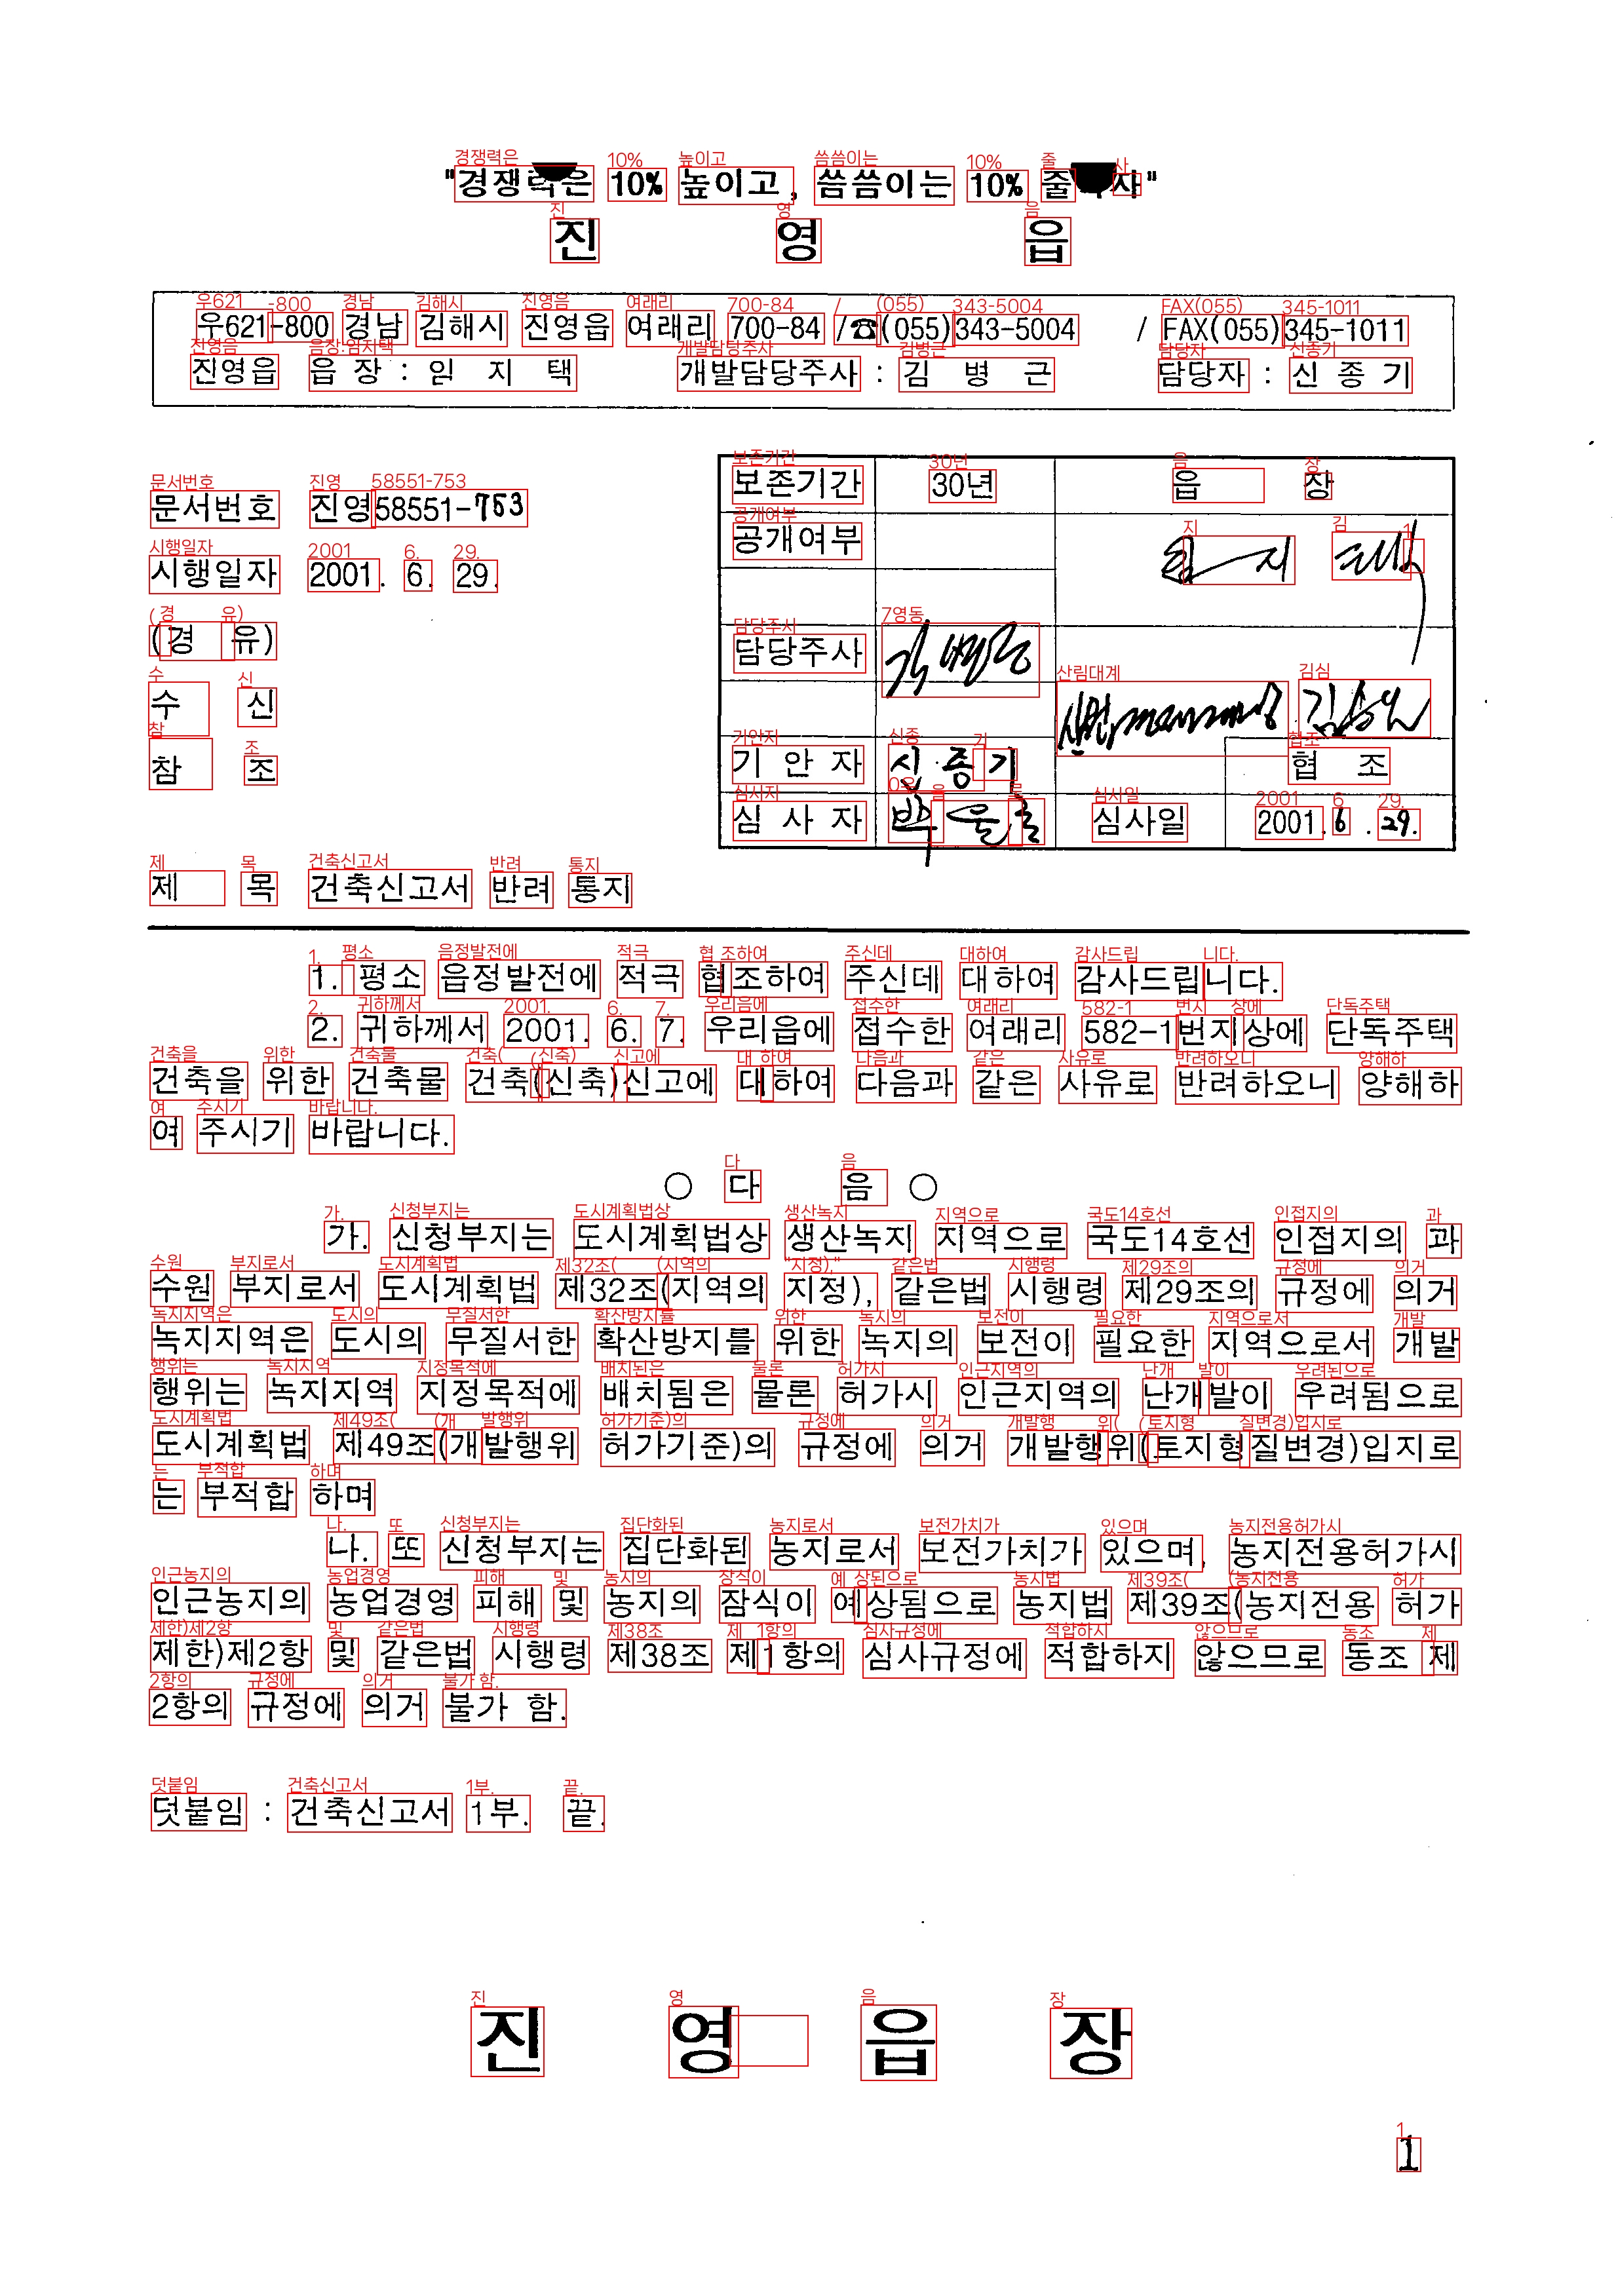 "경쟁력은 10% 높이고, 씀씀이는 10% 줄이자"
진 영 읍
우621-800 경남 김해시 진영읍 여래리 700-84 /☎(055)343-5004 / FAX(055)345-1011
진영읍 읍 장 : 임 지 택 개발담당주사 : 김 병 근 담당자 : 신 종 기
문서번호 진영58551-753
시행일자 2001. 6. 29.
(경 유)
수 신
참 조
보존기간 30년 읍 장
공개여부
담당주사
기 안 자 신종기 협 조
심 사 자 심사일 2001. 6. 29.
제 목 건축신고서 반려 통지
1. 평소 읍정발전에 적극 협조하여 주신데 대하여 감사드립니다.
2. 귀하께서 2001. 6. 7. 우리읍에 접수한 여래리 582-1번지상에 단독주택
건축을 위한 건축물 건축(신축)신고에 대하여 다음과 같은 사유로 반려하오니 양해하
여 주시기 바랍니다.
○ 다 음 ○
가. 신청부지는 도시계획법상 생산녹지 지역으로 국도14호선 인접지의 과
수원 부지로서 도시계획법 제32조(지역의 지정), 같은법 시행령 제29조의 규정에 의거
녹지지역은 도시의 무질서한 확산방지를 위한 녹지의 보전이 필요한 지역으로서 개발
행위는 녹지지역 지정목적에 배치됨은 물론 허가시 인근지역의 난개발이 우려됨으로
도시계획법 제49조(개발행위 허가기준)의 규정에 의거 개발행위(토지형질변경)입지로
는 부적합 하며
나. 또 신청부지는 집단화된 농지로서 보전가치가 있으며, 농지전용허가시
인근농지의 농업경영 피해 및 농지의 잠식이 예상됨으로 농지법 제39조(농지전용 허가
제한)제2항 및 같은법 시행령 제38조 제1항의 심사규정에 적합하지 않으므로 동조 제
2항의 규정에 의거 불가 함.
덧붙임 : 건축신고서 1부. 끝.
진 영 읍 장
1